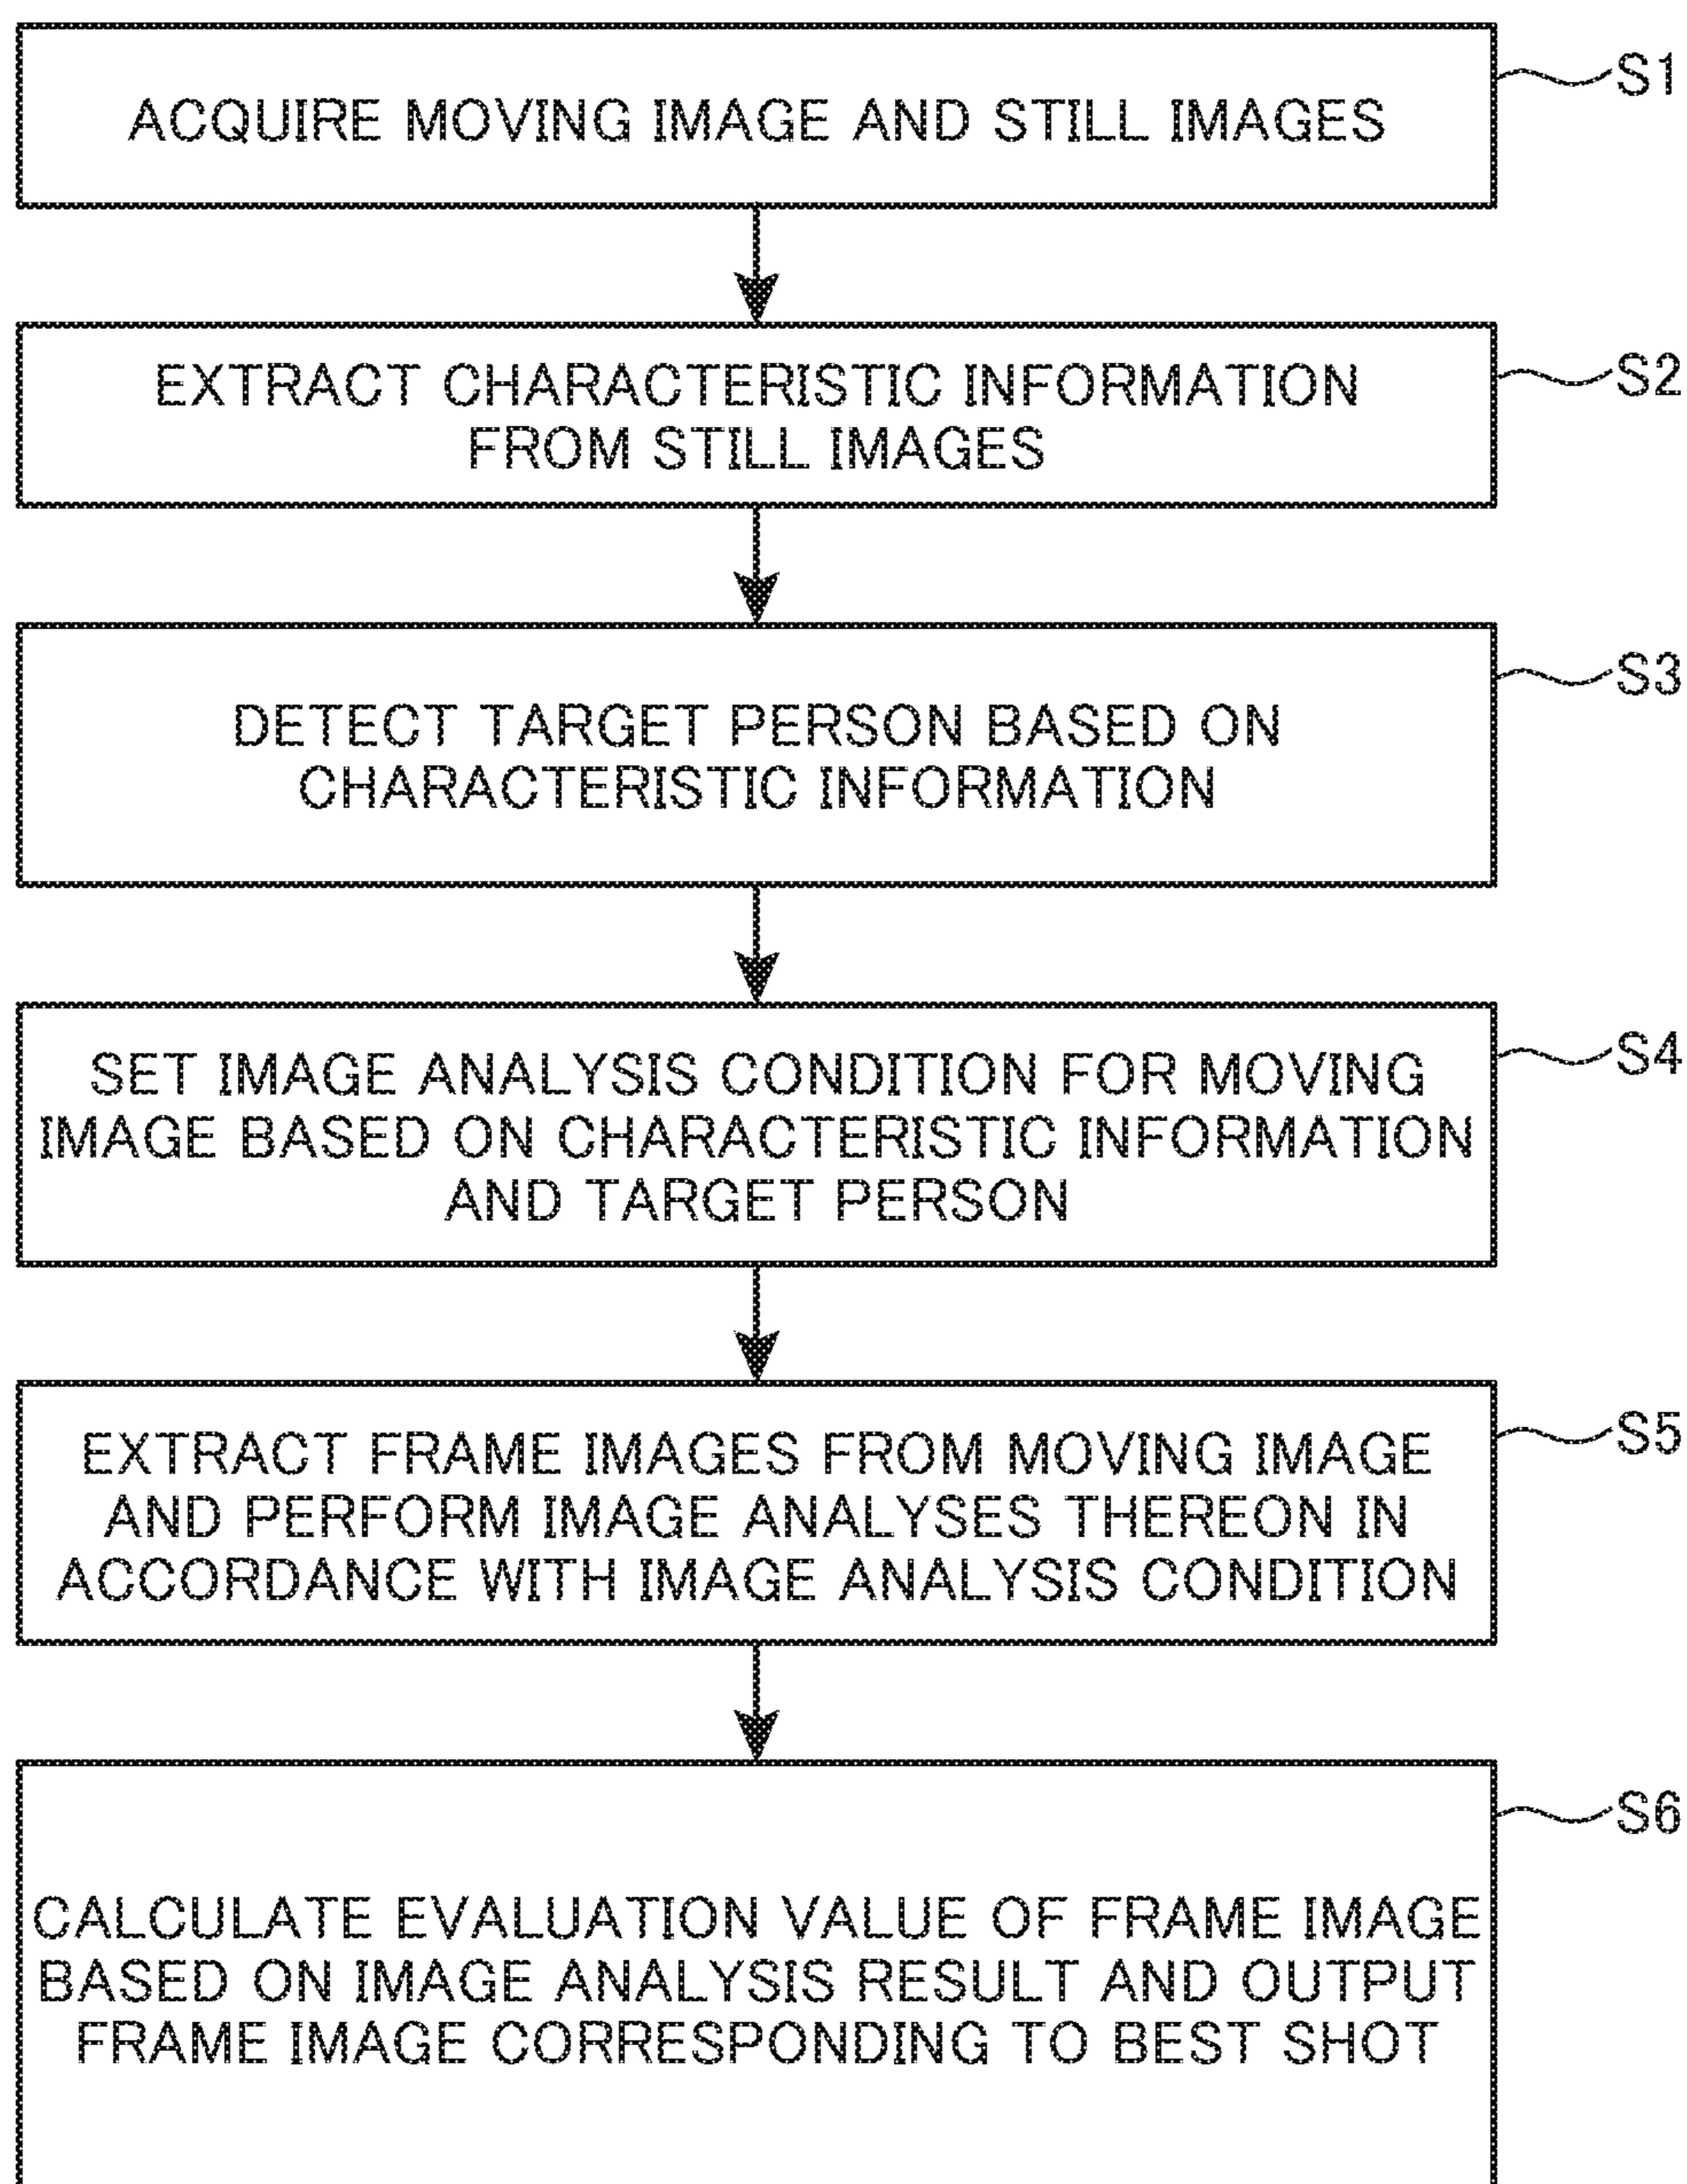 ACQUIRE MOVING IMAGE AND STILL IMAGES
S1
EXTRACT CHARACTERISTIC INFORMATION
FROM STILL IMAGES
S2
DETECT TARGET PERSON BASED ON
CHARACTERISTIC INFORMATION
S3
SET IMAGE ANALYSIS CONDITION FOR MOVING
IMAGE BASED ON CHARACTERISTIC INFORMATION
AND TARGET PERSON
S4
EXTRACT FRAME IMAGES FROM MOVING IMAGE
AND PERFORM IMAGE ANALYSES THEREON IN
ACCORDANCE WITH IMAGE ANALYSIS CONDITION
S5
CALCULATE EVALUATION VALUE OF FRAME IMAGE
BASED ON IMAGE ANALYSIS RESULT AND OUTPUT
FRAME IMAGE CORRESPONDING TO BEST SHOT
S6